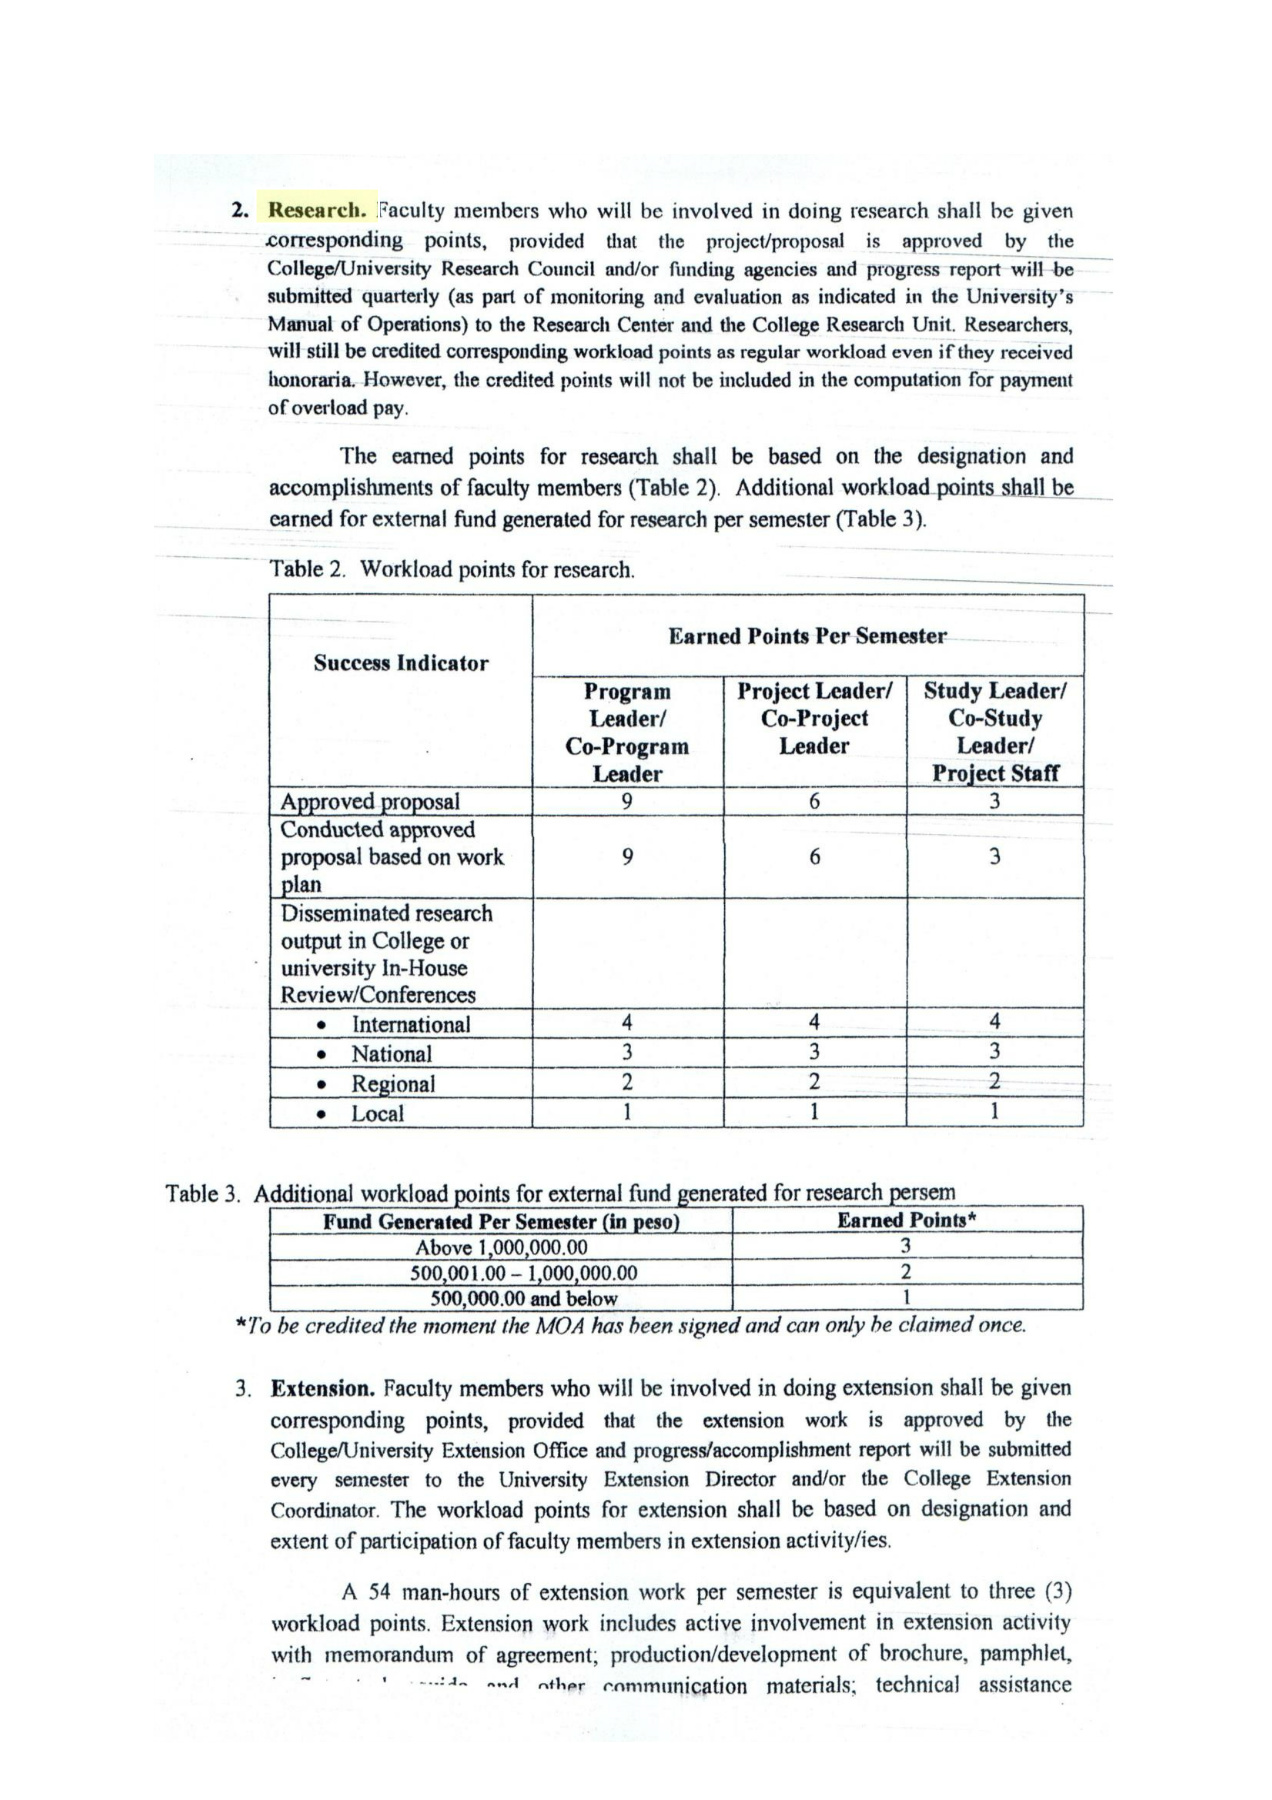 2. Research. Faculty members who will be involved in doing research shall be given
corresponding points, provided that the project/proposal is approved by the
College/University Research Council and/or funding agencies and progress report will be
submitted quarterly (as part of monitoring and evaluation as indicated in the University's
Manual of Operations) to the Research Center and the College Research Unit. Researchers,
will still be credited corresponding workload points as regular workload even if they received
honoraria. However, the credited points will not be included in the computation for payment
of overload pay.
The earned points for research shall be based on the designation and
accomplishments of faculty members (Table 2). Additional workload points shall be
earned for external fund generated for research per semester (Table 3).
Table 2. Workload points for research.
Success Indicator
Earned Points Per Semester
Program Leader/ Co-Program Leader
Project Leader/ Co-Project Leader
Study Leader/ Co-Study Leader/ Project Staff
Approved proposal 9 6 3
Conducted approved
proposal based on work 9 6 3
plan
Disseminated research
output in College or
university In-House
Review/Conferences
• International 4 4 4
• National 3 3 3
• Regional 2 2 2
• Local 1 1 1
Table 3. Additional workload points for external fund generated for research persem
Fund Generated Per Semester (in peso) Earned Points*
Above 1,000,000.00 3
500,001.00 – 1,000,000.00 2
500,000.00 and below 1
*To be credited the moment the MOA has been signed and can only be claimed once.
3. Extension. Faculty members who will be involved in doing extension shall be given
corresponding points, provided that the extension work is approved by the
College/University Extension Office and progress/accomplishment report will be submitted
every semester to the University Extension Director and/or the College Extension
Coordinator. The workload points for extension shall be based on designation and
extent of participation of faculty members in extension activity/ies.
A 54 man-hours of extension work per semester is equivalent to three (3)
workload points. Extension work includes active involvement in extension activity
with memorandum of agreement; production/development of brochure, pamphlet,
and other communication materials; technical assistance